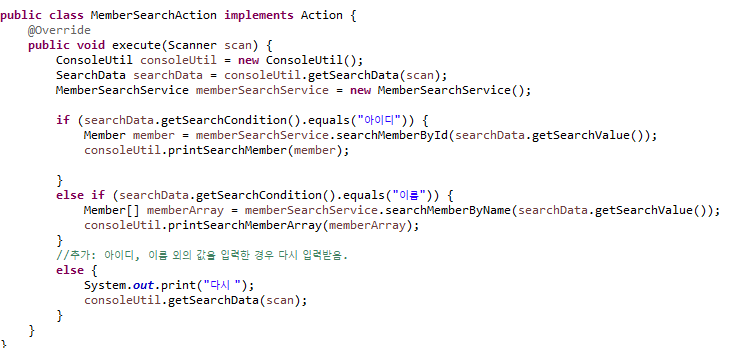 public class MemberSearchAction implements Action {
@Override
public void execute(Scanner scan) {
ConsoleUtil consoleUtil = new ConsoleUtil();
SearchData searchData = consoleUtil.getSearchData(scan);
MemberSearchService memberSearchService = new MemberSearchService();
if (searchData.getSearchCondition().equals("아이디")) {
Member member = memberSearchService.searchMemberById(searchData.getSearchValue());
consoleUtil.printSearchMember(member);
}
else if (searchData.getSearchCondition().equals("이름")) {
Member[] memberArray = memberSearchService.searchMemberByName(searchData.getSearchValue());
consoleUtil.printSearchMemberArray(memberArray);
}
//추가: 아이디, 이름 외의 값을 입력한 경우 다시 입력받음.
else {
System.out.print("다시 ");
consoleUtil.getSearchData(scan);
}
}
}